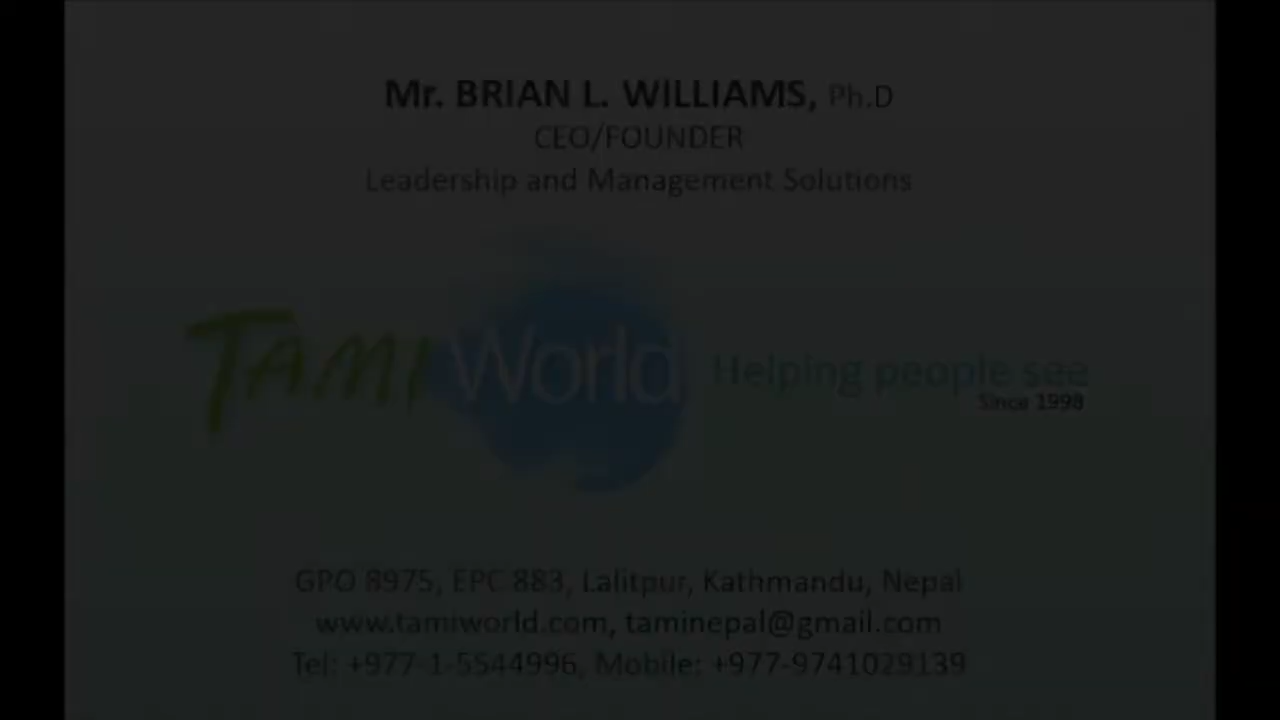 Mr. BRIAN L. WILLIAMS, Ph.D
CEO/FOUNDER
Leadership and Management Solutions
TAMI World Helping people see
Since 1998
GPO 8975, EPC 883, Lalitpur, Kathmandu, Nepal
www.tamiworld.com, taminepal@gmail.com
Tel: +977-1-5544996, Mobile: +977-9741029139